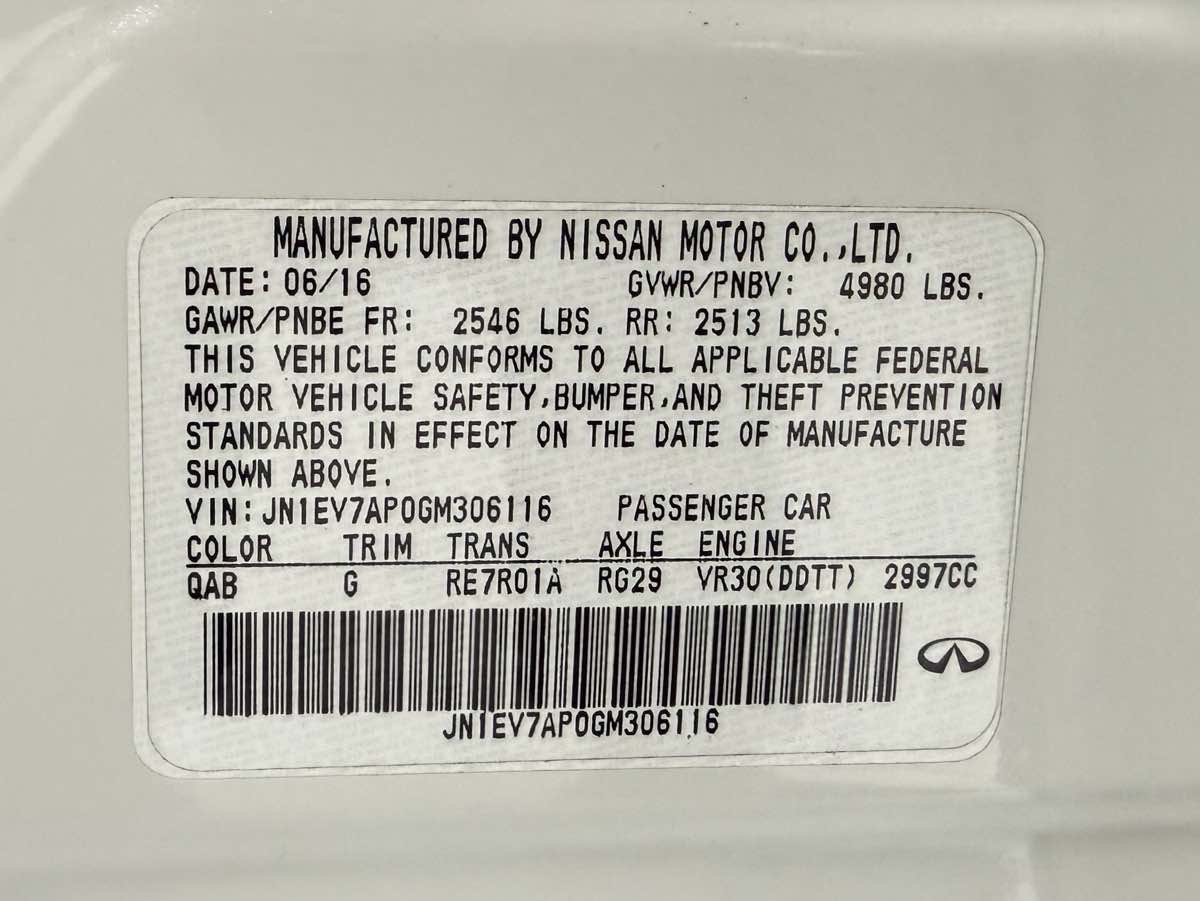 MANUFACTURED BY NISSAN MOTOR CO.,LTD.
DATE: 06/16 GVWR/PNBV: 4980 LBS.
GAWR/PNBE FR: 2546 LBS. RR: 2513 LBS.
THIS VEHICLE CONFORMS TO ALL APPLICABLE FEDERAL
MOTOR VEHICLE SAFETY,BUMPER,AND THEFT PREVENTION
STANDARDS IN EFFECT ON THE DATE OF MANUFACTURE
SHOWN ABOVE.
VIN: JN1EV7AP0GM306116 PASSENGER CAR
COLOR TRIM TRANS AXLE ENGINE
QAB G RE7R01A RG29 VR30(DDTT) 2997CC
JN1EV7AP0GM306116